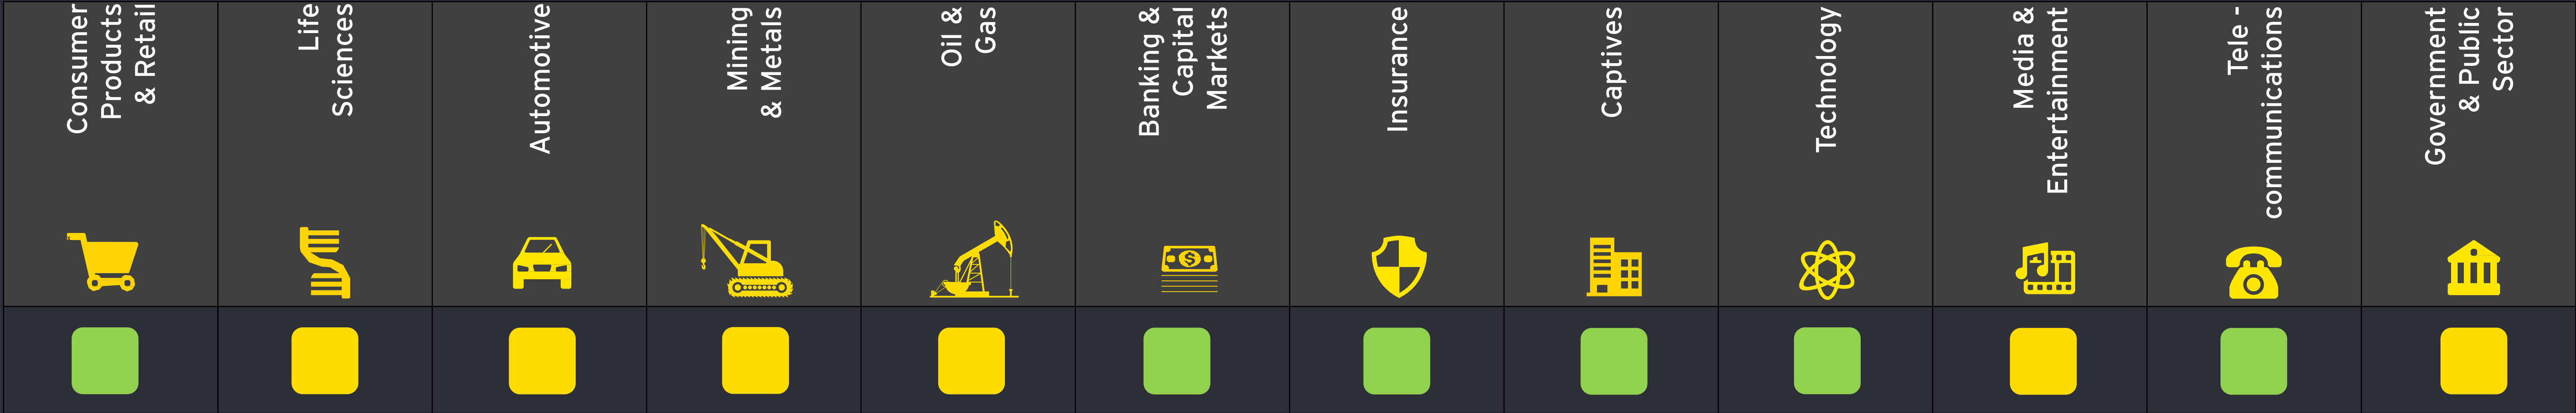 Consumer
Products
& Retail
Life
Sciences
Automotive
Mining
& Metals
Oil &
Gas
Banking &
Capital
Markets
Insurance
Captives
Technology
Media &
Entertainment
Tele -
communications
Government
& Public
Sector